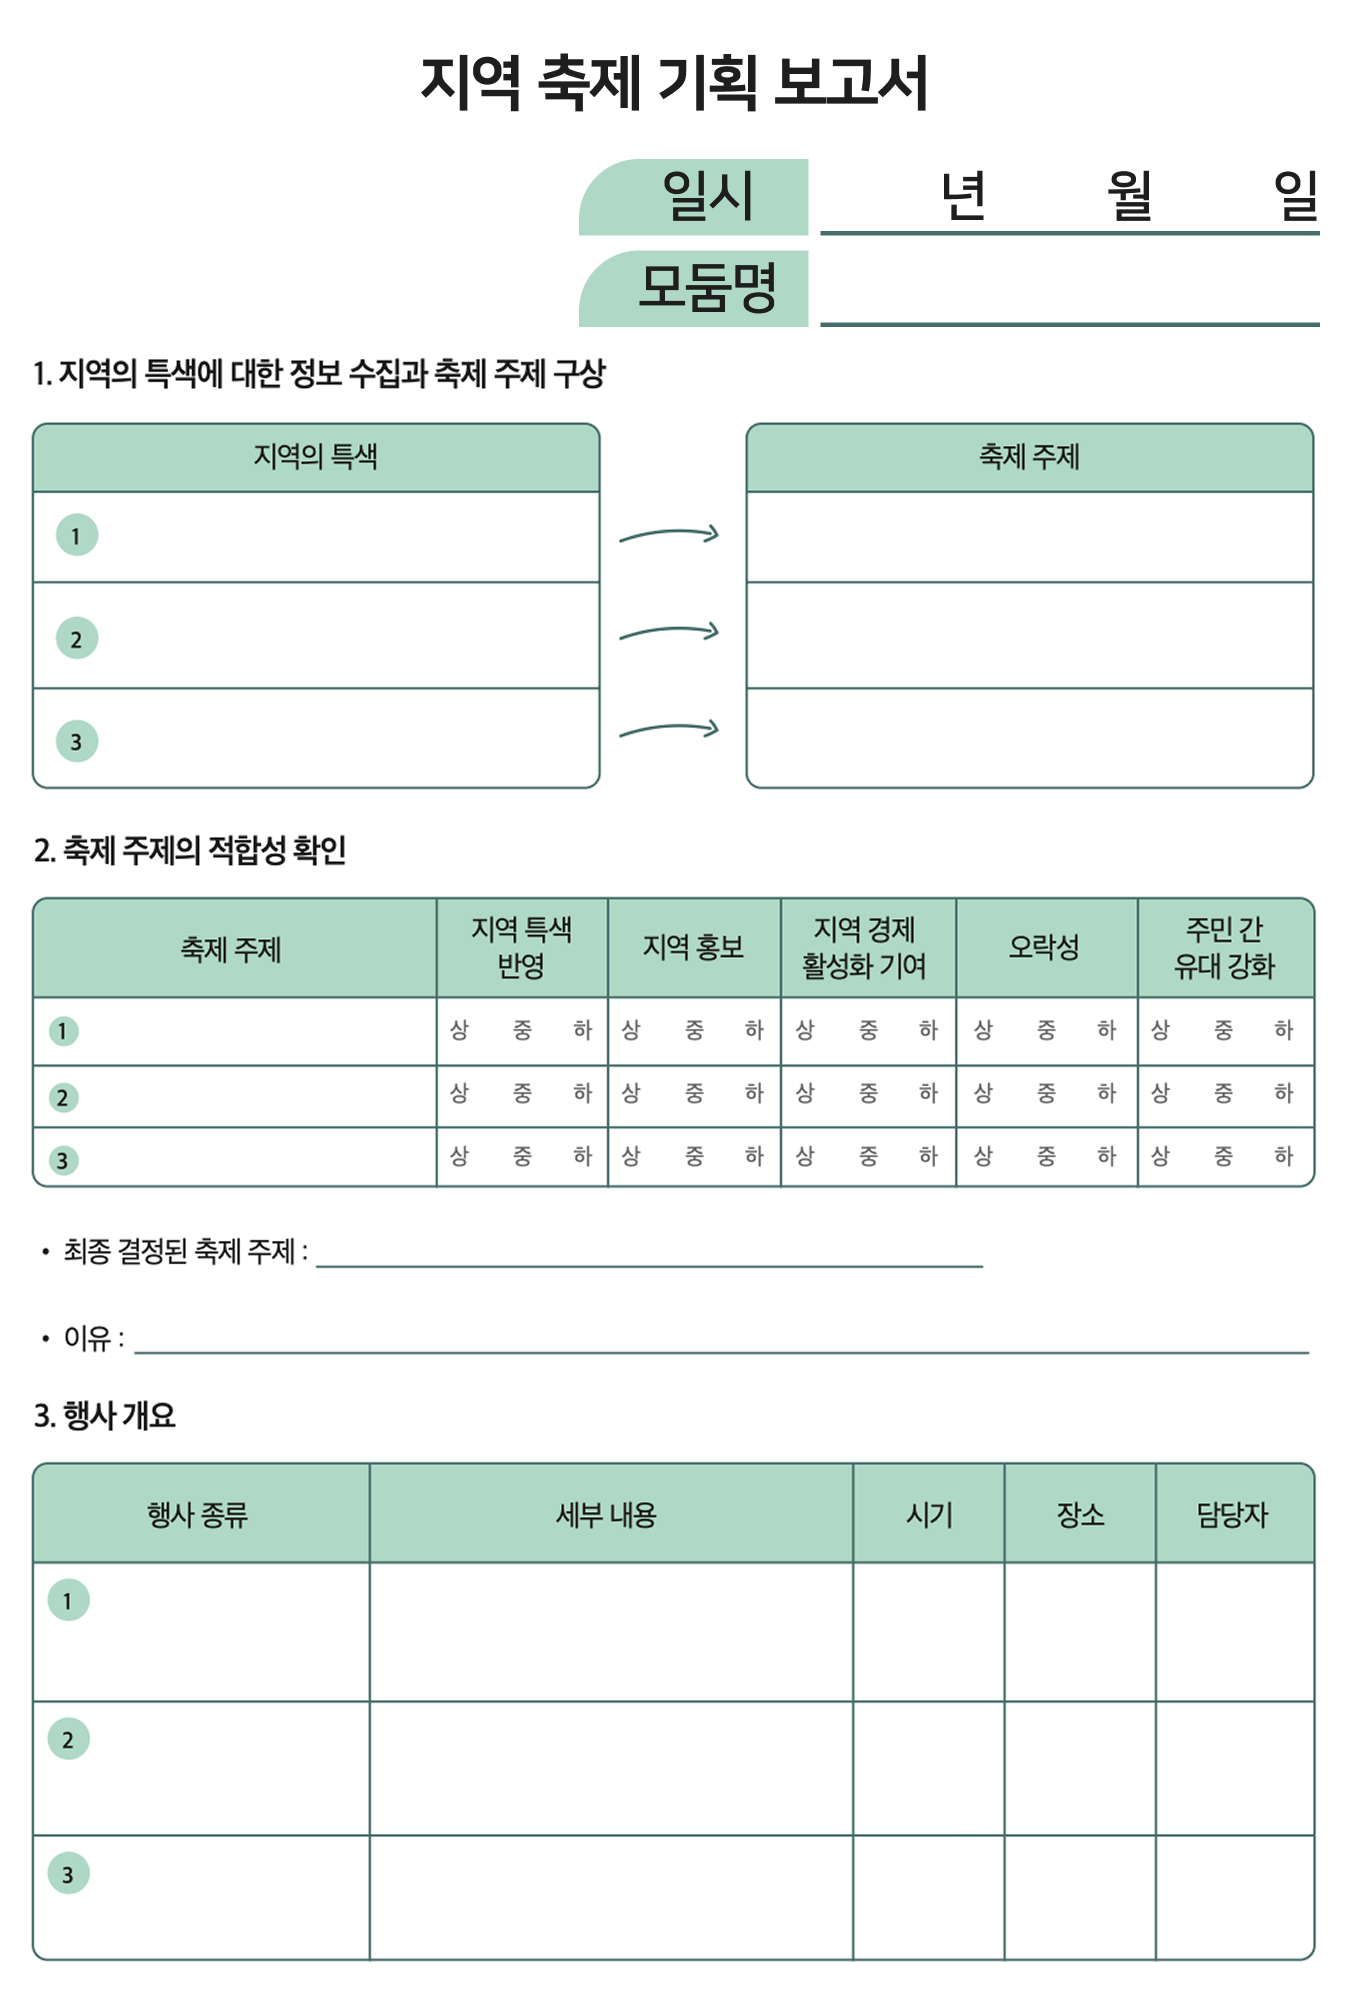 지역 축제 기획 보고서
일시 년 월 일
모둠명
1. 지역의 특색에 대한 정보 수집과 축제 주제 구상
지역의 특색 축제 주제
1
2
3
2. 축제 주제의 적합성 확인
축제 주제
지역 특색
반영
지역 홍보
지역 경제
활성화 기여
오락성
주민 간
유대 강화
1 상 중 하 상 중 하 상 중 하 상 중 하 상 중 하
2 상 중 하 상 중 하 상 중 하 상 중 하 상 중 하
3 상 중 하 상 중 하 상 중 하 상 중 하 상 중 하
• 최종 결정된 축제 주제 :
• 이유 :
3. 행사 개요
행사 종류 세부 내용 시기 장소 담당자
1
2
3